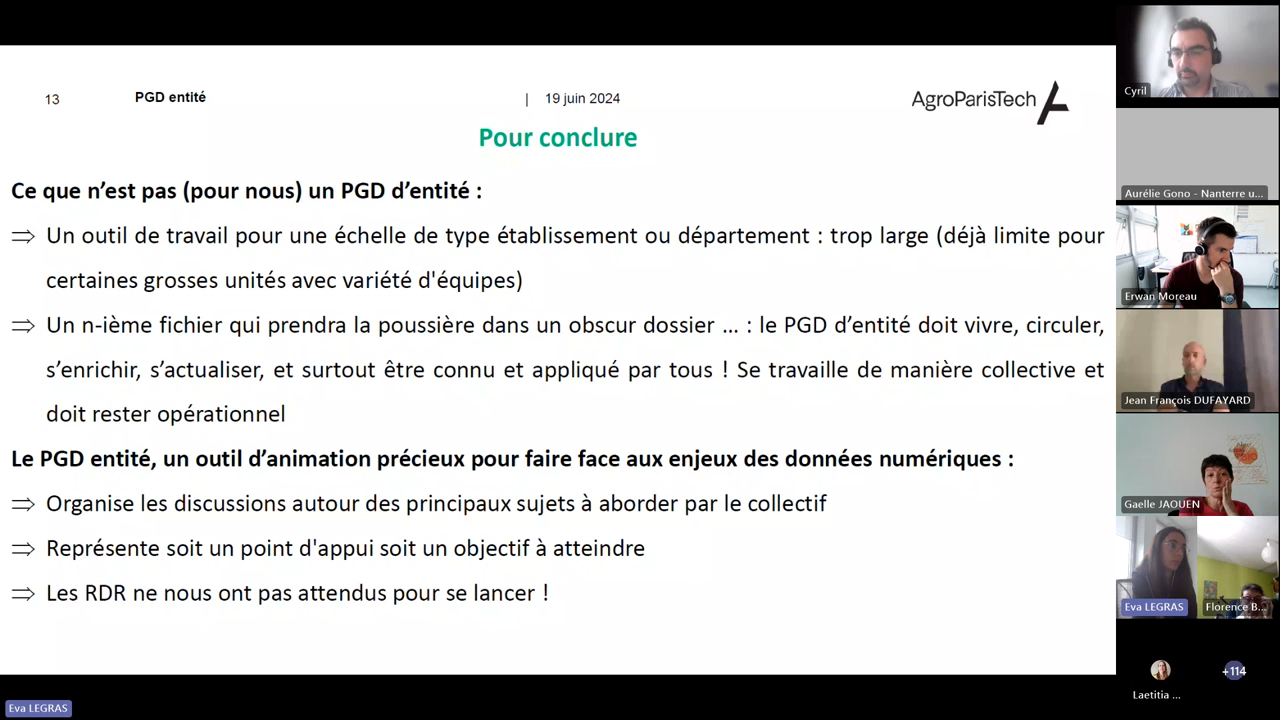 13 PGD entité | 19 juin 2024 AgroParisTech
Pour conclure
Ce que n’est pas (pour nous) un PGD d’entité :
⇒ Un outil de travail pour une échelle de type établissement ou département : trop large (déjà limite pour
certaines grosses unités avec variété d'équipes)
⇒ Un n-ième fichier qui prendra la poussière dans un obscur dossier … : le PGD d’entité doit vivre, circuler,
s’enrichir, s’actualiser, et surtout être connu et appliqué par tous ! Se travaille de manière collective et
doit rester opérationnel
Le PGD entité, un outil d’animation précieux pour faire face aux enjeux des données numériques :
⇒ Organise les discussions autour des principaux sujets à aborder par le collectif
⇒ Représente soit un point d'appui soit un objectif à atteindre
⇒ Les RDR ne nous ont pas attendus pour se lancer !
Eva LEGRAS
Cyril
Aurélie Gono - Nanterre u...
Erwan Moreau
Jean François DUFAYARD
Gaelle JAOUEN
Eva LEGRAS
Florence B...
+114
Laetitia ...